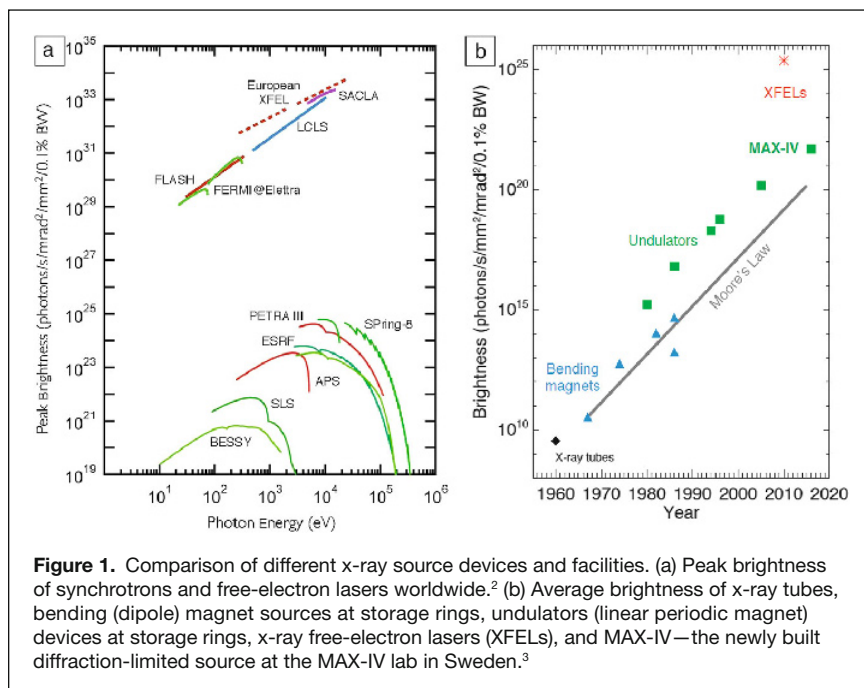 a
10^35
10^33
10^31
10^29
10^27
10^25
10^23
10^21
10^19
Peak Brightness (photons/s/mrad²/mm²/0.1% BW)
European
XFEL
SACLA
LCLS
FLASH
FERMI@Elettra
PETRA III
SPring-8
ESRF
APS
SLS
BESSY
10^1 10^2 10^3 10^4 10^5 10^6
Photon Energy (eV)
b
10^25
10^20
10^15
10^10
Brightness (photons/s/mm²/mrad²/0.1% BW)
XFELs
MAX-IV
Undulators
Moore's Law
Bending
magnets
X-ray tubes
1960 1970 1980 1990 2000 2010 2020
Year
Figure 1. Comparison of different x-ray source devices and facilities. (a) Peak brightness
of synchrotrons and free-electron lasers worldwide.² (b) Average brightness of x-ray tubes,
bending (dipole) magnet sources at storage rings, undulators (linear periodic magnet)
devices at storage rings, x-ray free-electron lasers (XFELs), and MAX-IV—the newly built
diffraction-limited source at the MAX-IV lab in Sweden.³